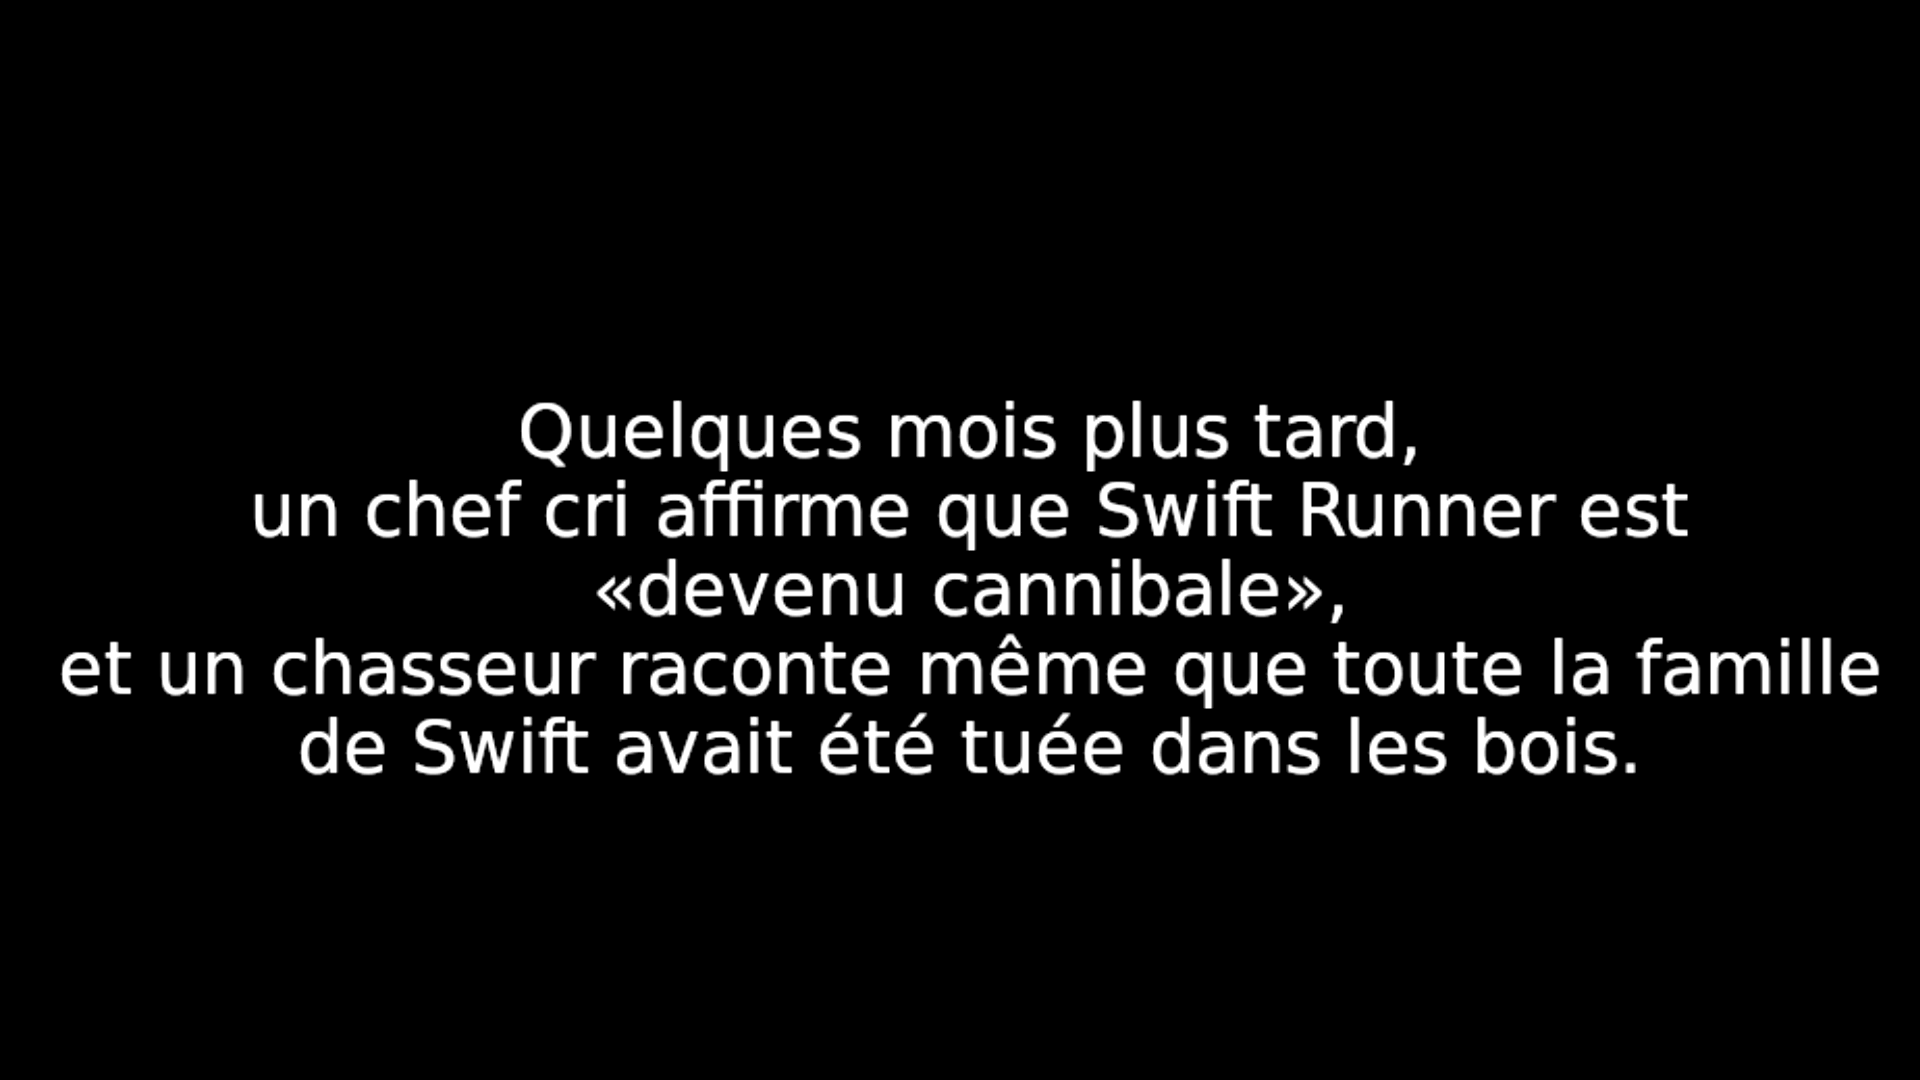 Quelques mois plus tard,
un chef cri affirme que Swift Runner est
«devenu cannibale»,
et un chasseur raconte même que toute la famille
de Swift avait été tuée dans les bois.